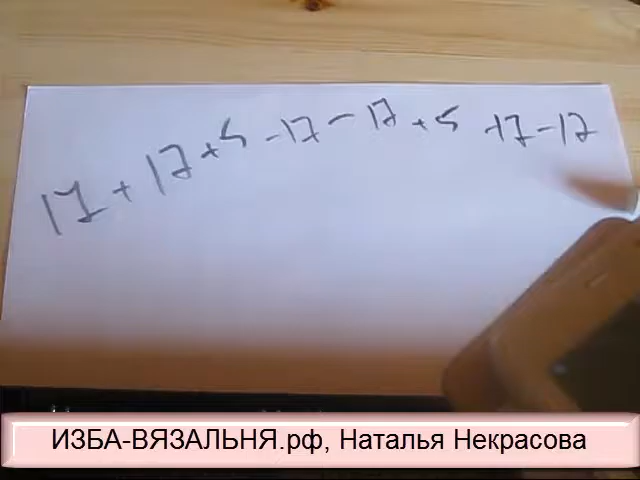 17 + 17 + 5 - 17 - 17 + 5 - 17 - 17
ИЗБА-ВЯЗАЛЬНЯ.рф, Наталья Некрасова